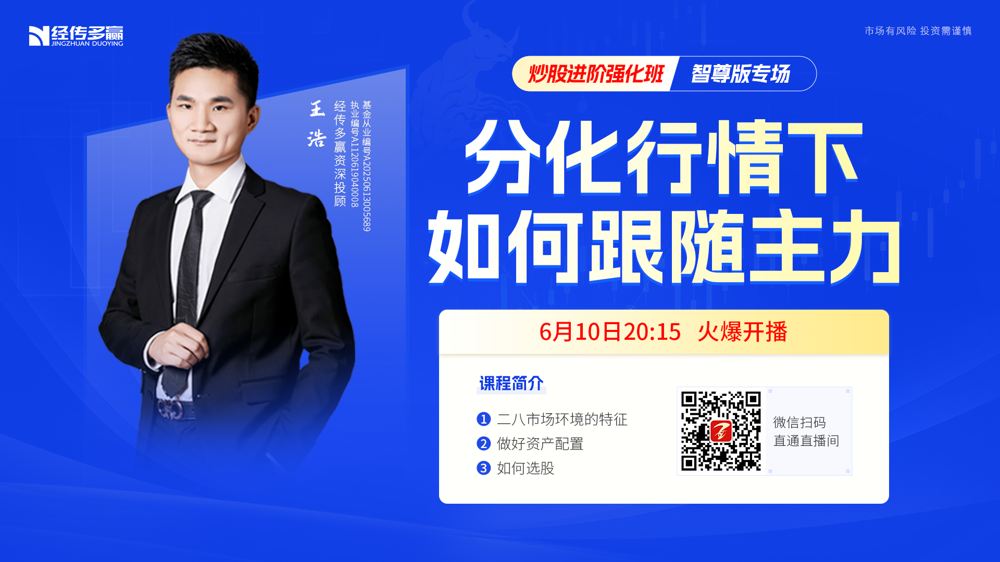 经传多赢
JINGZHUAN DUOYING
市场有风险 投资需谨慎
炒股进阶强化班
智尊版专场
王浩
经传多赢资深投顾
执业编号A1120619040008
基金从业编号A20250613005689
分化行情下
如何跟随主力
6月10日20:15 火爆开播
课程简介
1 二八市场环境的特征
2 做好资产配置
3 如何选股
微信扫码
直通直播间